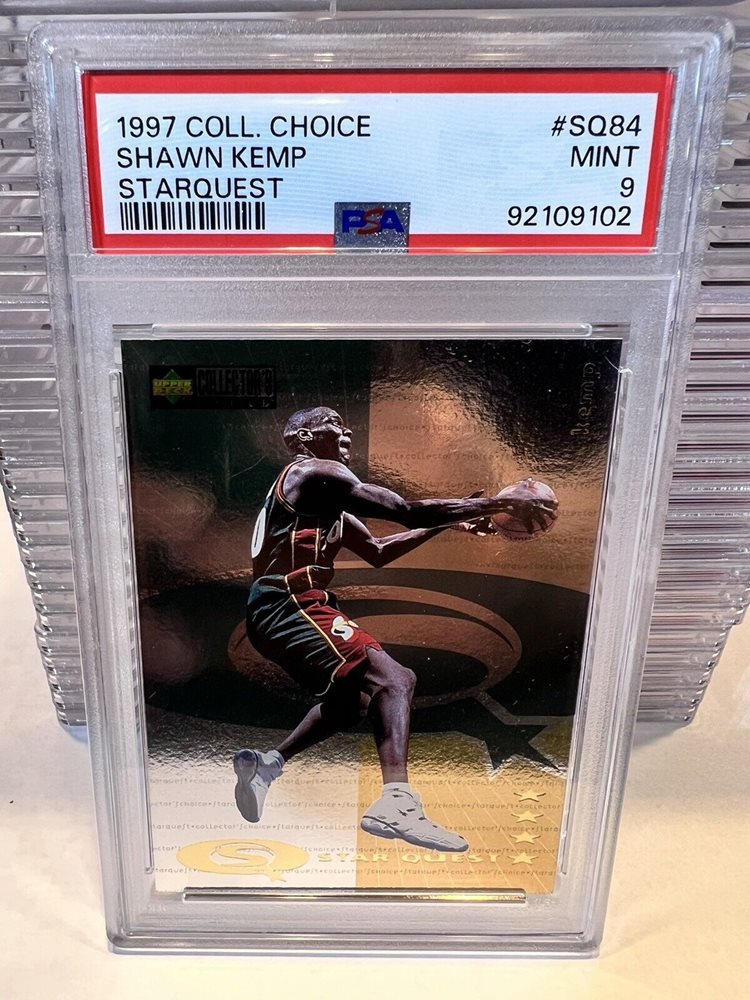 1997 COLL. CHOICE #SQ84
SHAWN KEMP MINT
STARQUEST 9
PSA 92109102
UPPER DECK COLLECTOR'S
kemp
STAR QUEST